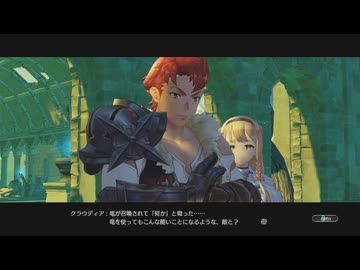 クラウディア：竜が召喚されて「何か」と戦った……
竜を使ってもこんな酷いことになるような、敵と？